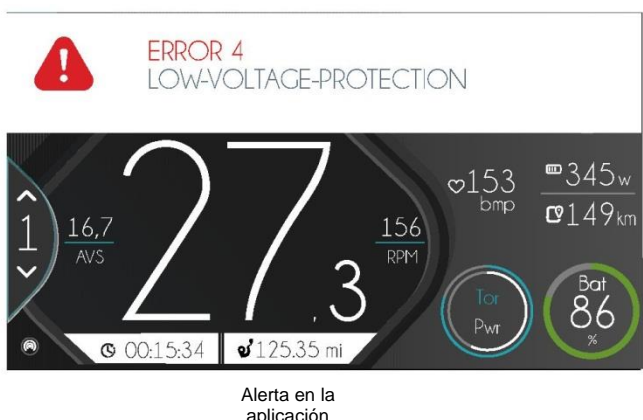 ERROR 4
LOW-VOLTAGE-PROTECTION
27,3
1
16,7
AVS
156
RPM
153
bmp
345w
149km
Tor
Pwr
Bat
86
%
00:15:34
125.35 mi
Alerta en la
aplicación